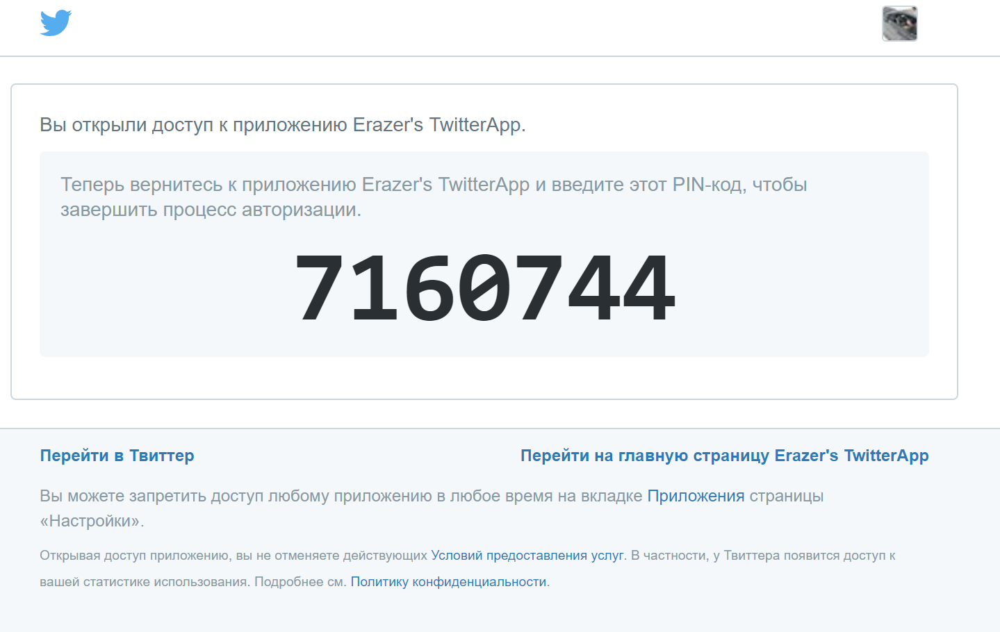 Вы открыли доступ к приложению Erazer's TwitterApp.
Теперь вернитесь к приложению Erazer's TwitterApp и введите этот PIN-код, чтобы
завершить процесс авторизации.
7160744
Перейти в Твиттер
Перейти на главную страницу Erazer's TwitterApp
Вы можете запретить доступ любому приложению в любое время на вкладке Приложения страницы
«Настройки».
Открывая доступ приложению, вы не отменяете действующих Условий предоставления услуг. В частности, у Твиттера появится доступ к
вашей статистике использования. Подробнее см. Политику конфиденциальности.